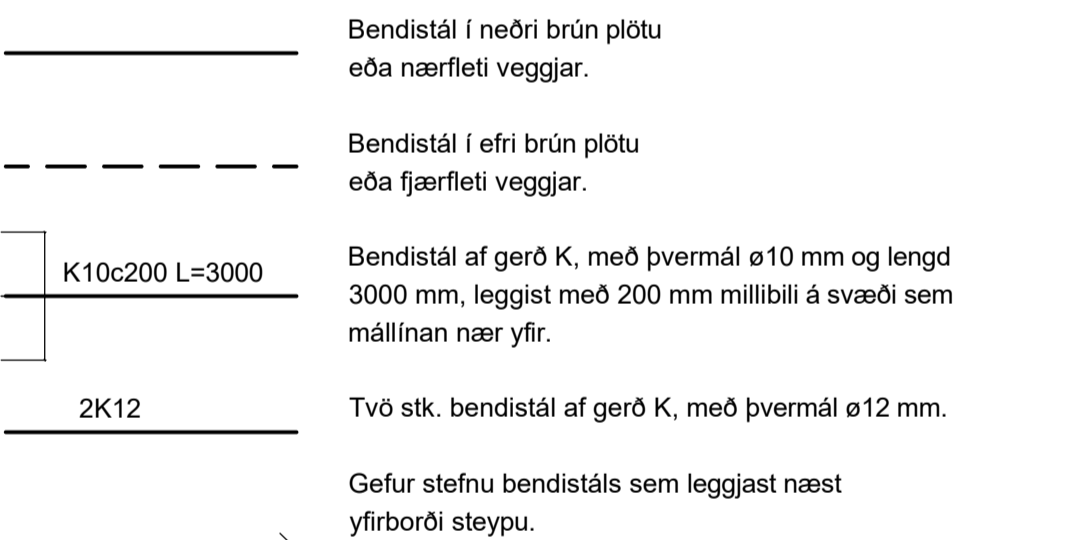 Bendistál í neðri brún plötu
eða nærfleti veggjar.
Bendistál í efri brún plötu
eða fjærfleti veggjar.
K10c200 L=3000
Bendistál af gerð K, með þvermál ø10 mm og lengd
3000 mm, leggist með 200 mm millibili á svæði sem
mállínan nær yfir.
2K12
Tvö stk. bendistál af gerð K, með þvermál ø12 mm.
Gefur stefnu bendistáls sem leggjast næst
yfirborði steypu.